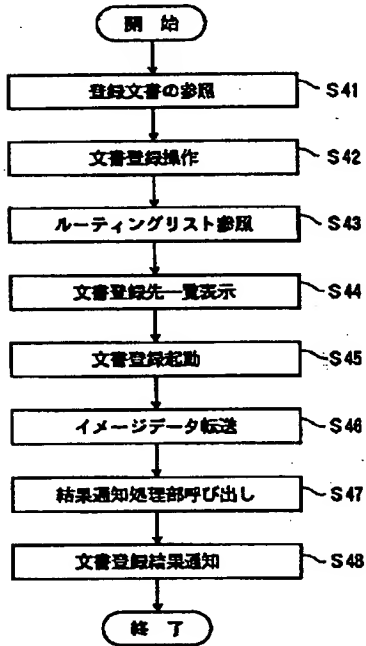 開 始
登録文書の参照 S41
文書登録操作 S42
ルーティングリスト参照 S43
文書登録先一覧表示 S44
文書登録起動 S45
イメージデータ転送 S46
結果通知処理部呼び出し S47
文書登録結果通知 S48
終 了